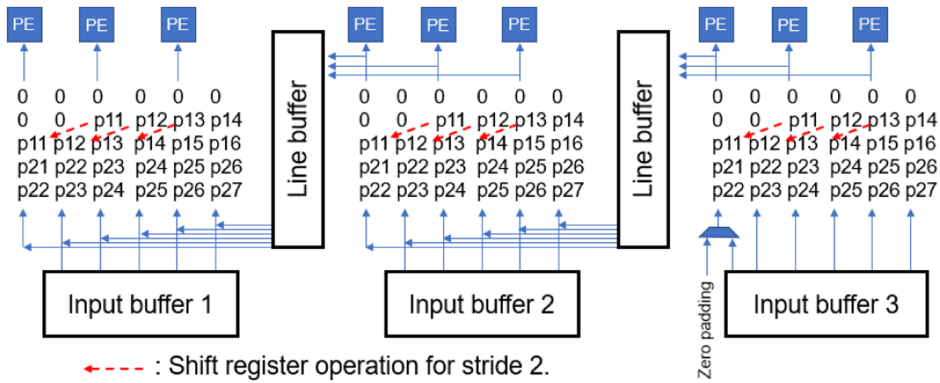 PE PE PE PE PE PE PE PE PE
0 0 0 0 0 0
0 0 p11 p12 p13 p14
p11 p12 p13 p14 p15 p16
p21 p22 p23 p24 p25 p26
p22 p23 p24 p25 p26 p27
Line buffer
0 0 0 0 0 0
0 0 p11 p12 p13 p14
p11 p12 p13 p14 p15 p16
p21 p22 p23 p24 p25 p26
p22 p23 p24 p25 p26 p27
Line buffer
0 0 0 0 0 0
0 0 p11 p12 p13 p14
p11 p12 p13 p14 p15 p16
p21 p22 p23 p24 p25 p26
p22 p23 p24 p25 p26 p27
Input buffer 1
Input buffer 2
Zero padding
Input buffer 3
: Shift register operation for stride 2.